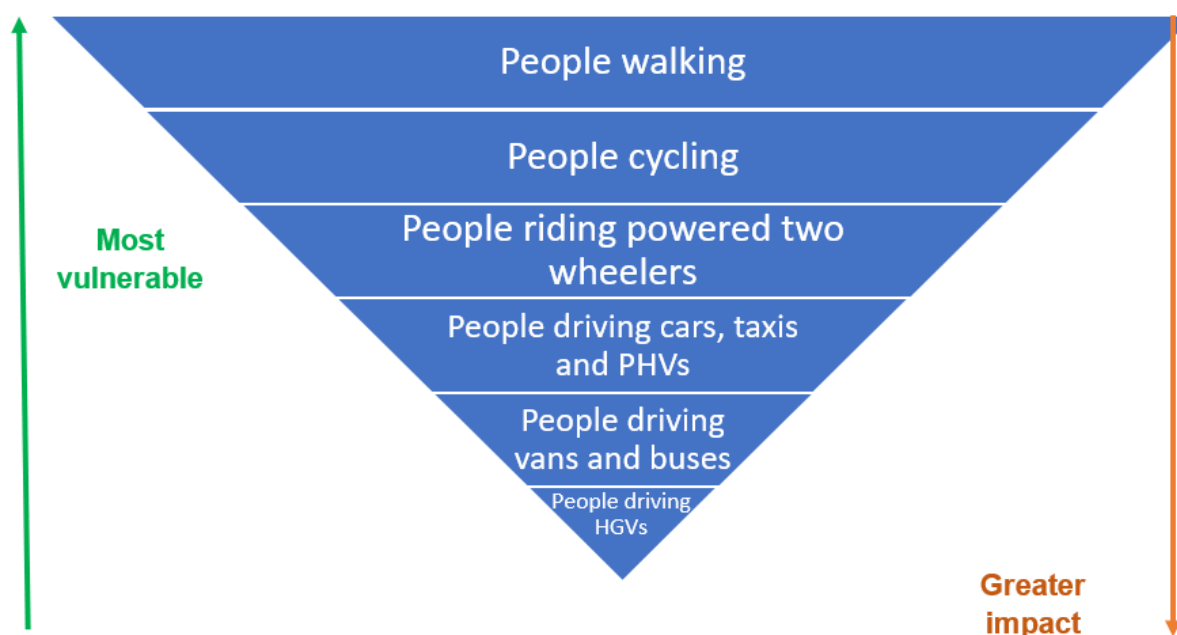 People walking
People cycling
Most
vulnerable
People riding powered two
wheelers
People driving cars, taxis
and PHVs
People driving
vans and buses
People driving
HGVs
Greater
impact